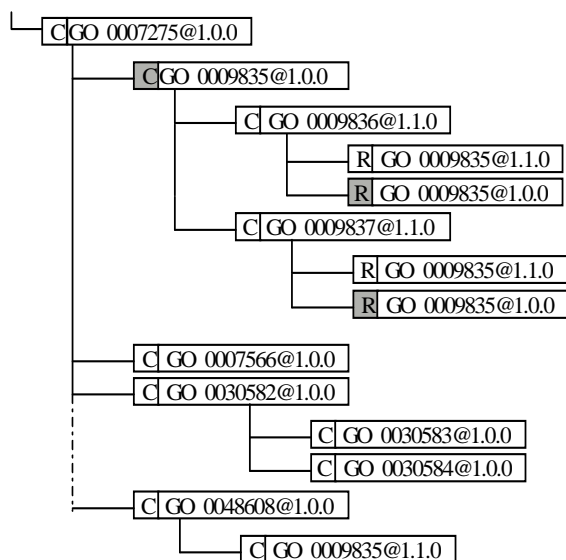 C GO 0007275@1.0.0
C GO 0009835@1.0.0
C GO 0009836@1.1.0
R GO 0009835@1.1.0
R GO 0009835@1.0.0
C GO 0009837@1.1.0
R GO 0009835@1.1.0
R GO 0009835@1.0.0
C GO 0007566@1.0.0
C GO 0030582@1.0.0
C GO 0030583@1.0.0
C GO 0030584@1.0.0
C GO 0048608@1.0.0
C GO 0009835@1.1.0